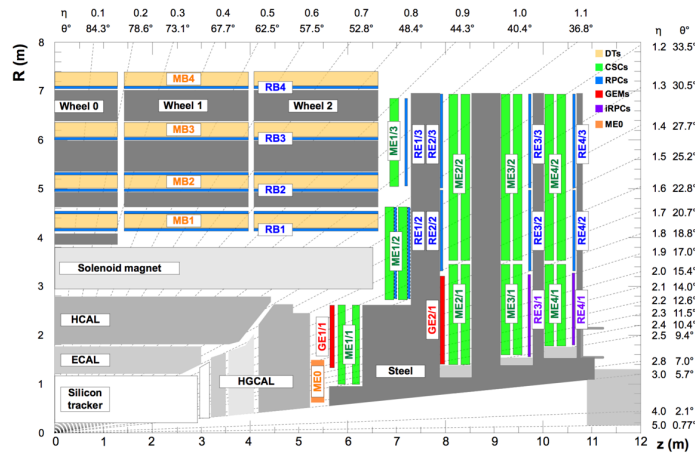 η 0.1 0.2 0.3 0.4 0.5 0.6 0.7 0.8 0.9 1.0 1.1
θ° 84.3° 78.6° 73.1° 67.7° 62.5° 57.5° 52.8° 48.4° 44.3° 40.4° 36.8° η θ°
R (m)
8
7
6
5
4
3
2
1
0
1.2 33.5°
1.3 30.5°
1.4 27.7°
1.5 25.2°
1.6 22.8°
1.7 20.7°
1.8 18.8°
1.9 17.0°
2.0 15.4°
2.1 14.0°
2.2 12.6°
2.3 11.5°
2.4 10.4°
2.5 9.4°
2.8 7.0°
3.0 5.7°
4.0 2.1°
5.0 0.77°
DTs
CSCs
RPCs
GEMs
iRPCs
ME0
MB4
RB4
Wheel 0 Wheel 1 Wheel 2
MB3
RB3
MB2
RB2
MB1
RB1
Solenoid magnet
HCAL
ECAL
Silicon
tracker
HGCAL
Steel
ME0
GE1/1
ME1/1
ME1/2
ME1/3
RE1/3
RE2/3
RE1/2
RE2/2
GE2/1
ME2/2
ME2/1
ME3/2
ME3/1
RE3/3
RE3/2
RE3/1
ME4/2
ME4/1
RE4/3
RE4/2
RE4/1
0 1 2 3 4 5 6 7 8 9 10 11 12
z (m)